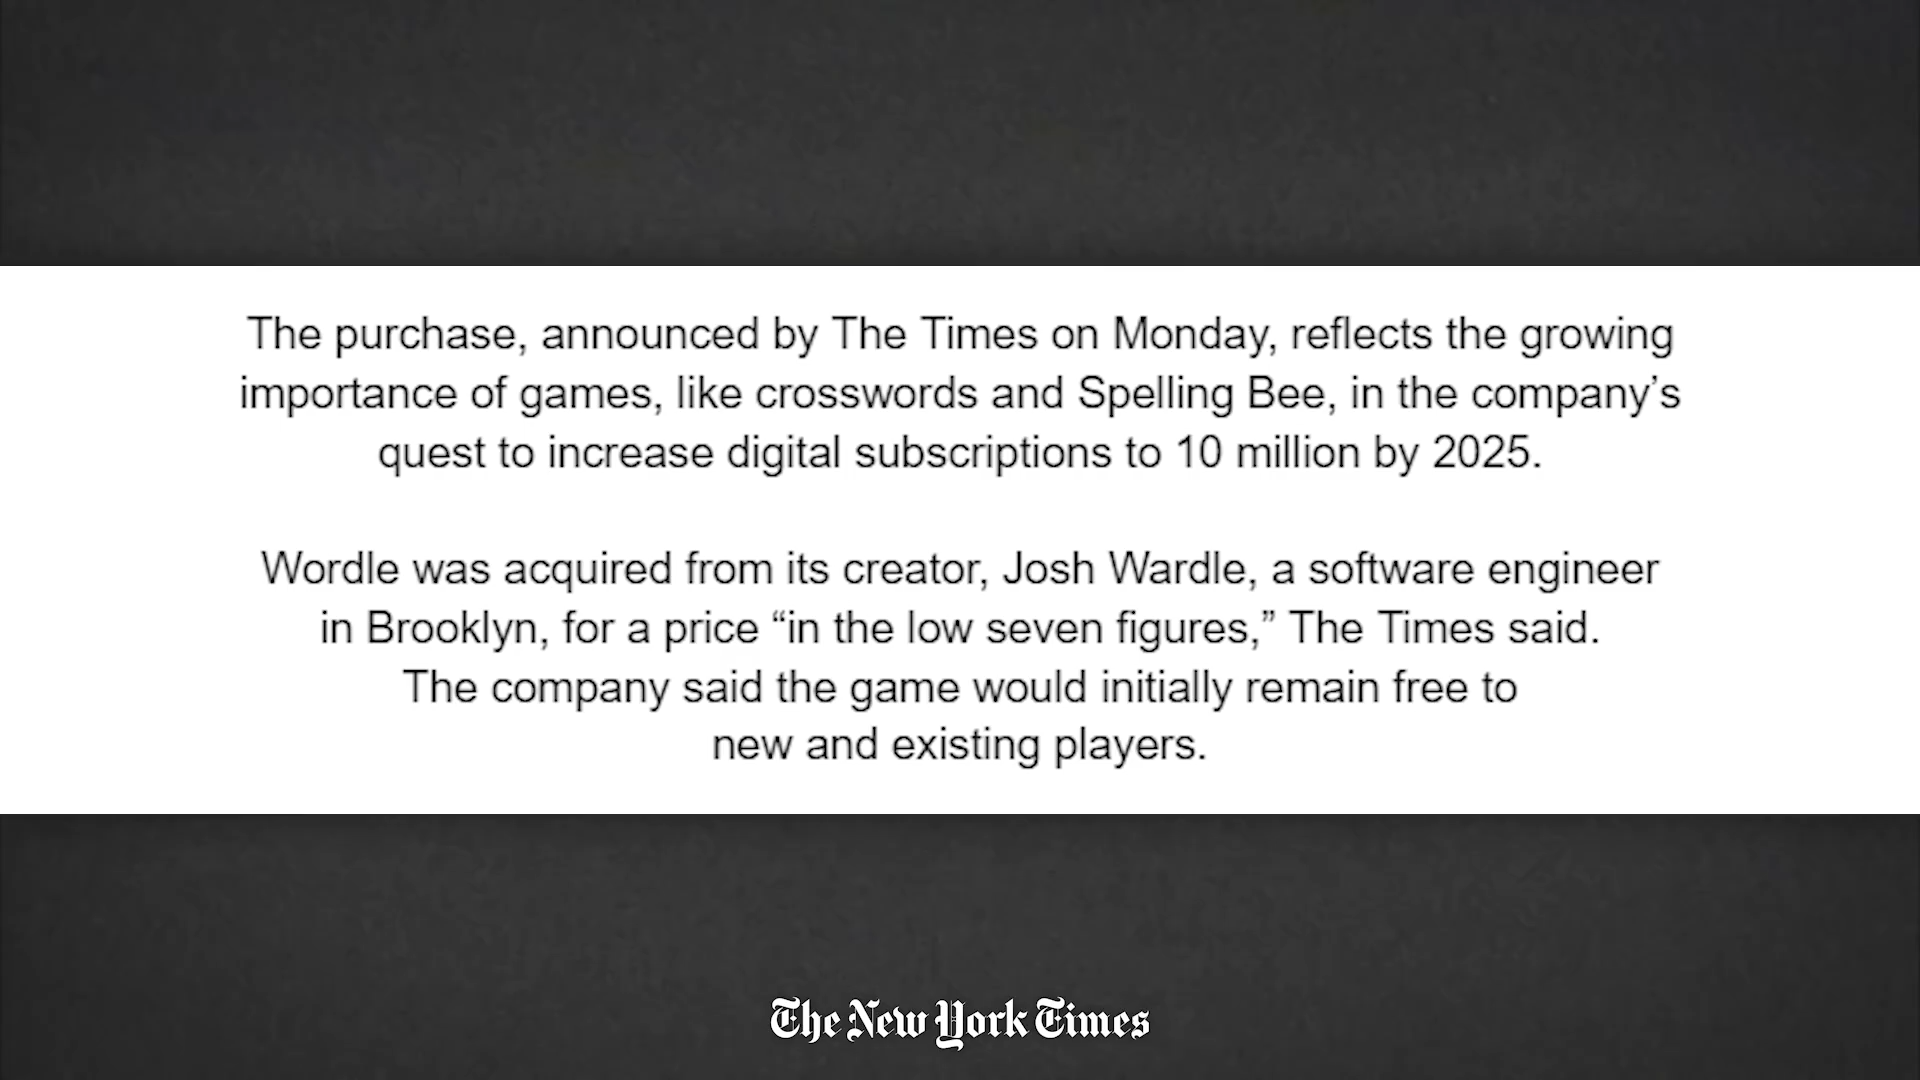 The purchase, announced by The Times on Monday, reflects the growing
importance of games, like crosswords and Spelling Bee, in the company’s
quest to increase digital subscriptions to 10 million by 2025.
Wordle was acquired from its creator, Josh Wardle, a software engineer
in Brooklyn, for a price “in the low seven figures,” The Times said.
The company said the game would initially remain free to
new and existing players.
The New York Times